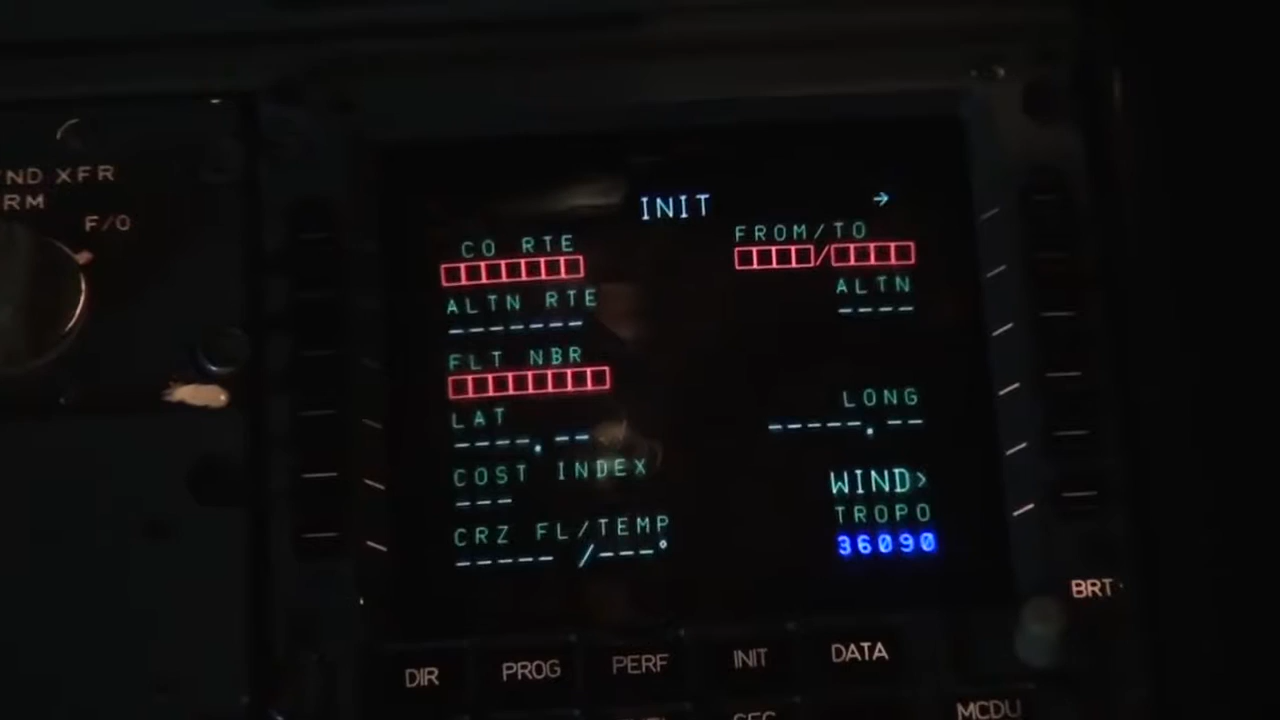 ND XFR
RM
F/O
INIT →
CO RTE FROM/TO
□□□□□□□ □□□□/□□□□
ALTN RTE ALTN
------- ----
FLT NBR
□□□□□□□□
LAT LONG
----.-- -----.--
COST INDEX
--- WIND>
CRZ FL/TEMP TROPO
----- /---° 36090
BRT
DIR PROG PERF INIT DATA
SEC MCDU